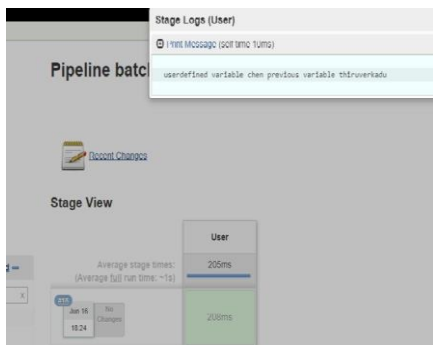 Stage Logs (User)
Print Message (self time 10ms)
userdefined variable chen previous variable thiruverkadu
Pipeline batc
Recent Changes
Stage View
User
Average stage times:
(Average full run time: ~1s)
205ms
Jun 16
18:24
No
Changes
208ms